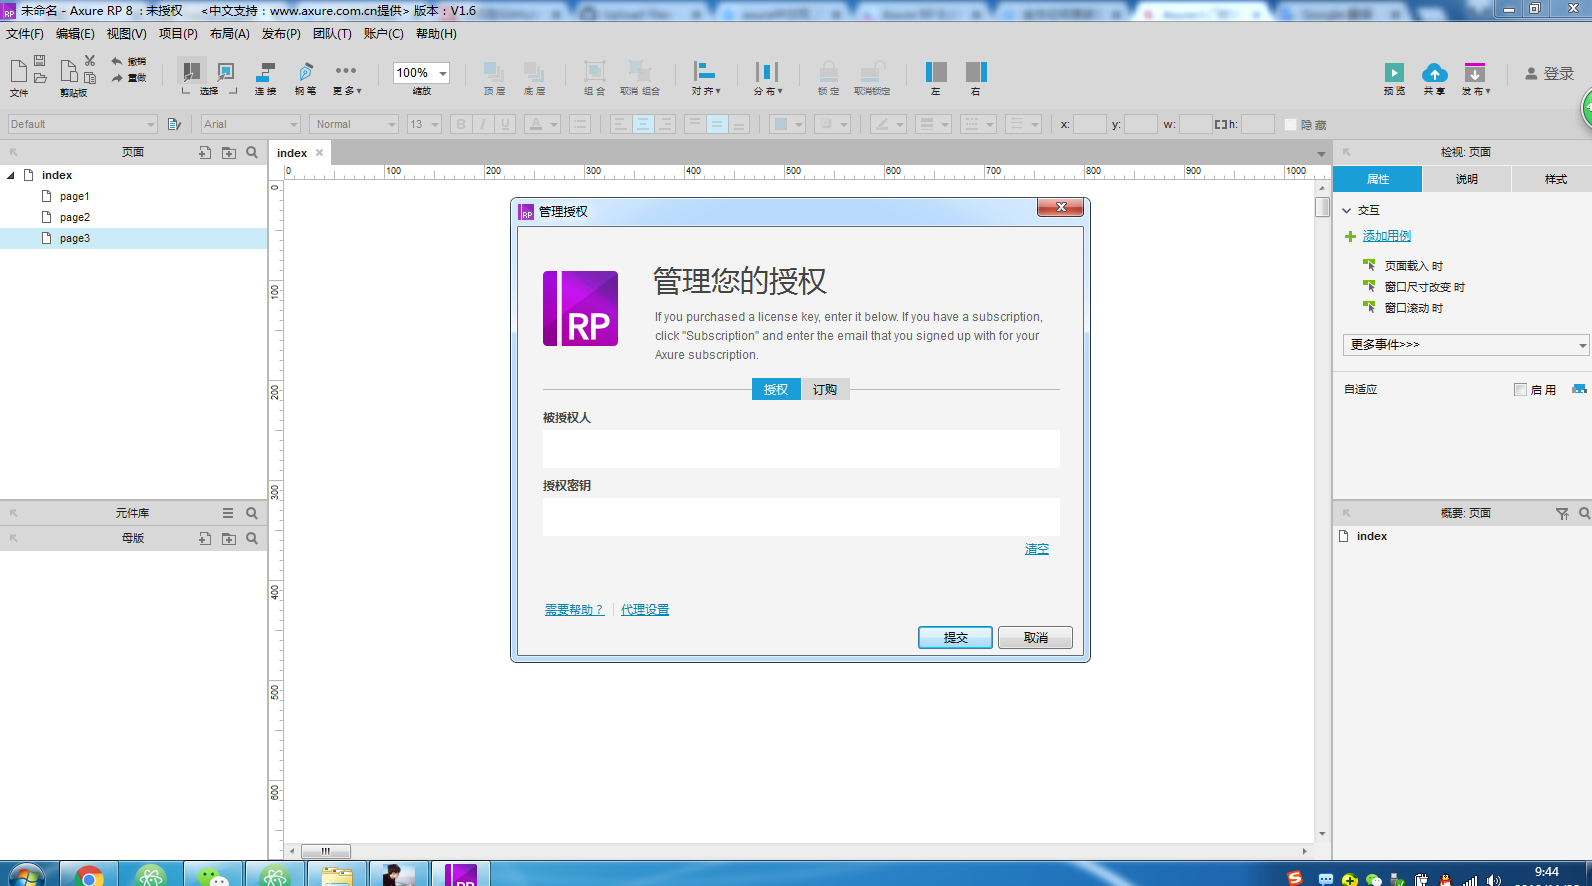 未命名 - Axure RP 8 : 未授权 <中文支持：www.axure.com.cn提供> 版本：V1.6
文件(F) 编辑(E) 视图(V) 项目(P) 布局(A) 发布(P) 团队(T) 账户(C) 帮助(H)
文件 剪贴板 撤销 重做 选择 连接 钢笔 更多 100% 缩放 顶层 底层 组合 取消 组合 对齐 分布 锁定 取消锁定 左 右 预览 共享 发布 登录
Default Arial Normal 13 B I U A x: y: w: h: 隐藏
页面
index
page1
page2
page3
元件库
母版
index
0 100 200 300 400 500 600 700 800 900 1000
0
100
200
300
400
500
600
RP 管理授权
RP
管理您的授权
If you purchased a license key, enter it below. If you have a subscription,
click "Subscription" and enter the email that you signed up with for your
Axure subscription.
授权 订购
被授权人
授权密钥
清空
需要帮助？ 代理设置
提交 取消
检视: 页面
属性 说明 样式
交互
添加用例
页面载入 时
窗口尺寸改变 时
窗口滚动 时
更多事件>>>
自适应 启用
概要: 页面
index
9:44